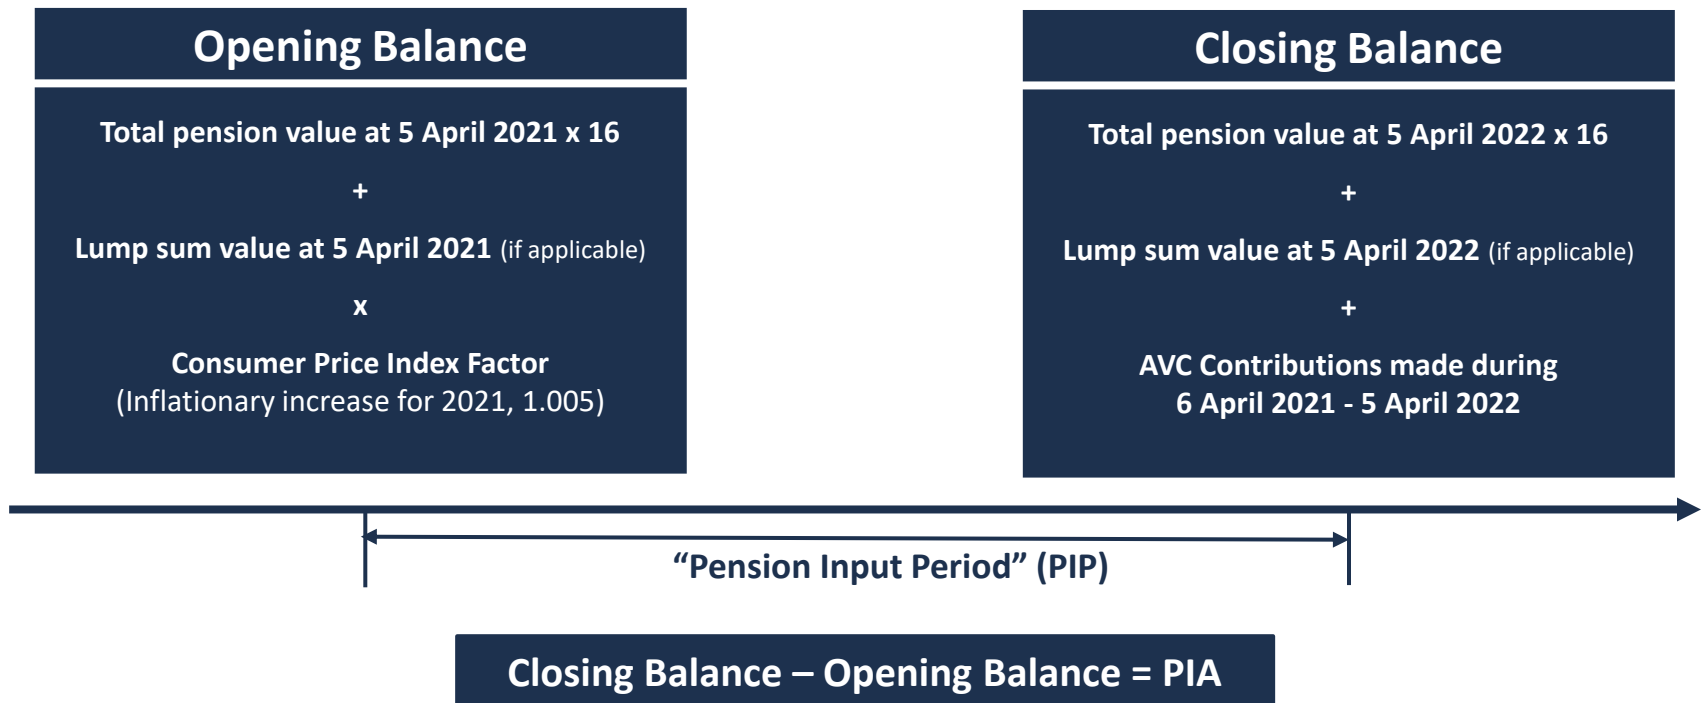 Opening Balance
Total pension value at 5 April 2021 x 16
+
Lump sum value at 5 April 2021 (if applicable)
x
Consumer Price Index Factor
(Inflationary increase for 2021, 1.005)
Closing Balance
Total pension value at 5 April 2022 x 16
+
Lump sum value at 5 April 2022 (if applicable)
+
AVC Contributions made during
6 April 2021 - 5 April 2022
“Pension Input Period” (PIP)
Closing Balance – Opening Balance = PIA